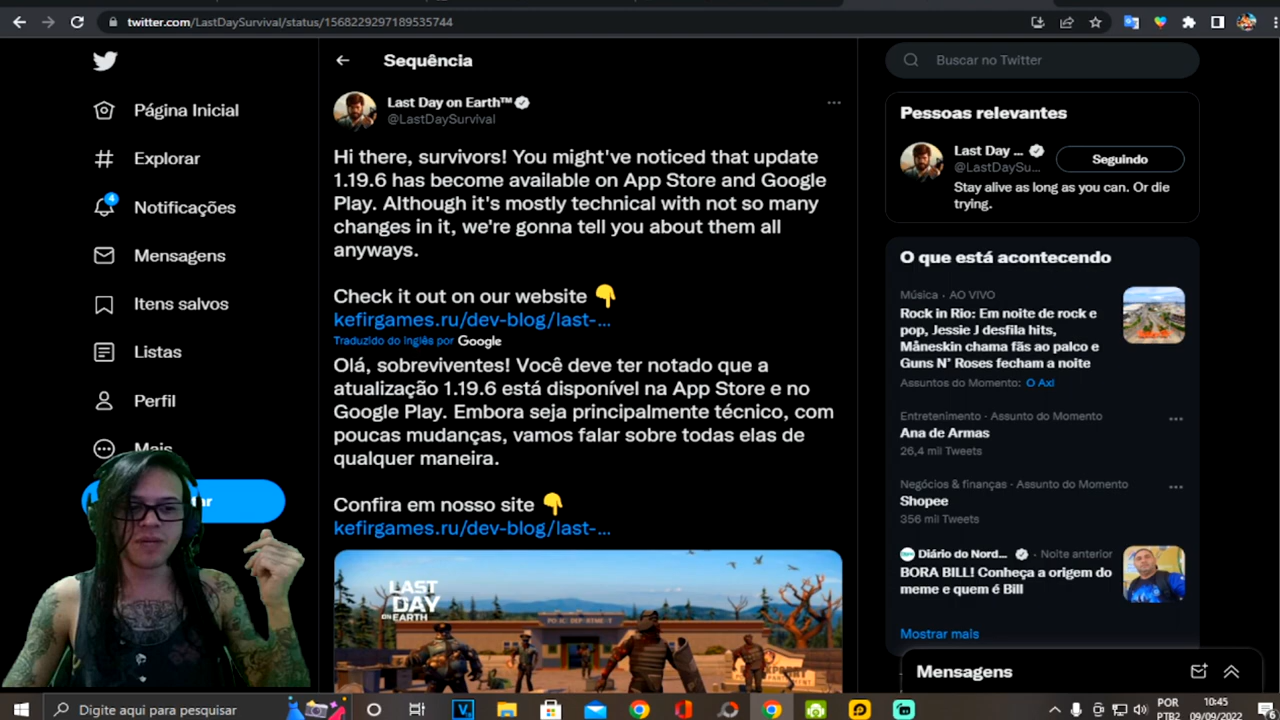 twitter.com/LastDaySurvival/status/1568229297189535744
Página Inicial
Explorar
4
Notificações
Mensagens
Itens salvos
Listas
Perfil
Mais
ar
Sequência
Last Day on Earth™
@LastDaySurvival
Hi there, survivors! You might've noticed that update
1.19.6 has become available on App Store and Google
Play. Although it's mostly technical with not so many
changes in it, we're gonna tell you about them all
anyways.
Check it out on our website 👇
kefirgames.ru/dev-blog/last-...
Traduzido do inglês por Google
Olá, sobreviventes! Você deve ter notado que a
atualização 1.19.6 está disponível na App Store e no
Google Play. Embora seja principalmente técnico, com
poucas mudanças, vamos falar sobre todas elas de
qualquer maneira.
Confira em nosso site 👇
kefirgames.ru/dev-blog/last-...
LAST
DAY
ON EARTH
Buscar no Twitter
Pessoas relevantes
Last Day ...
@LastDaySu...
Seguindo
Stay alive as long as you can. Or die
trying.
O que está acontecendo
Música · AO VIVO
Rock in Rio: Em noite de rock e
pop, Jessie J desfila hits,
Måneskin chama fãs ao palco e
Guns N' Roses fecham a noite
Assuntos do Momento: O Axl
Entretenimento · Assunto do Momento
Ana de Armas
26,4 mil Tweets
Negócios & finanças · Assunto do Momento
Shopee
356 mil Tweets
Diário do Nord... · Noite anterior
BORA BILL! Conheça a origem do
meme e quem é Bill
Mostrar mais
Mensagens
Digite aqui para pesquisar
POR
PTB2
10:45
09/09/2022